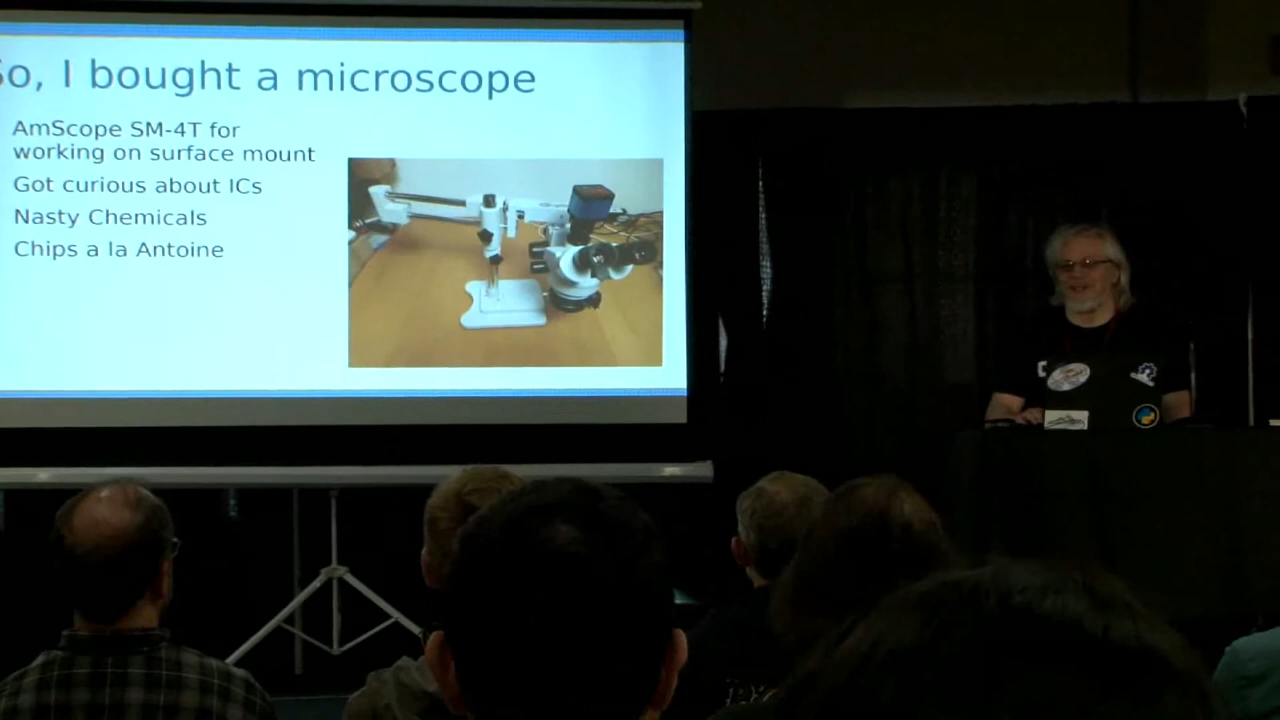 So, I bought a microscope
AmScope SM-4T for
working on surface mount
Got curious about ICs
Nasty Chemicals
Chips a la Antoine